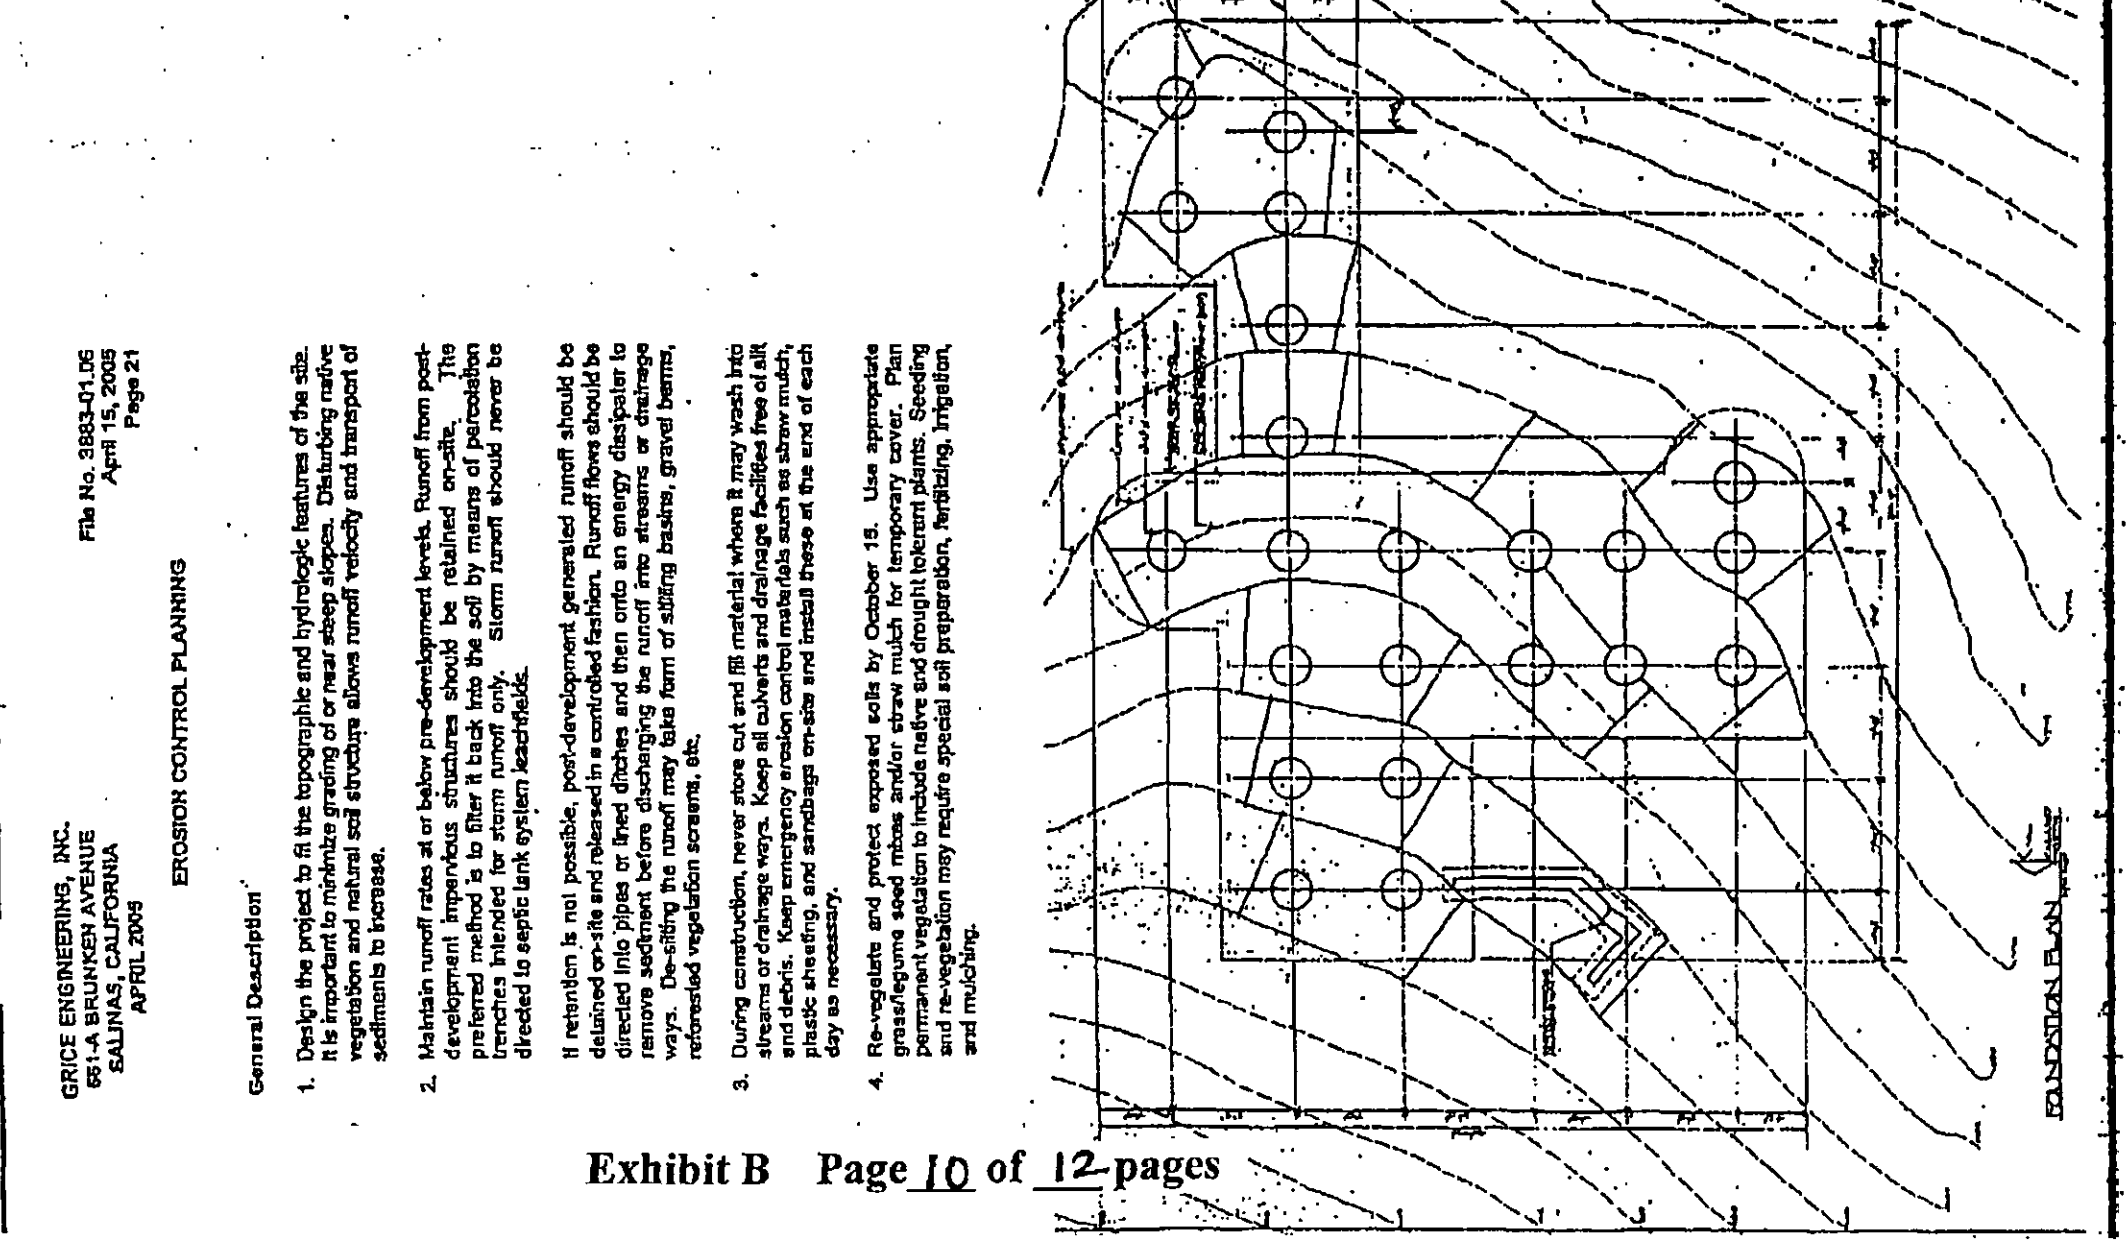 GRICE ENGINEERING, INC.
561-A BRUNKEN AVENUE
SALINAS, CALIFORNIA
APRIL 2005
File No. 3883-01.06
April 15, 2005
Page 21
EROSION CONTROL PLANNING
General Description
1. Design the project to fit the topographic and hydrologic features of the site.
It is important to minimize grading of or near steep slopes. Disturbing native
vegetation and natural soil structure allows runoff velocity and transport of
sediments to increase.
2. Maintain runoff rates at or below pre-development levels. Runoff from post-
development impervious structures should be retained on-site. The
preferred method is to filter it back into the soil by means of percolation
trenches intended for storm runoff only. Storm runoff should never be
directed to septic tank system leachfields.
If retention is not possible, post-development generated runoff should be
detained on-site and released in a controlled fashion. Runoff flows should be
directed into pipes or lined ditches and then onto an energy dissipater to
remove sediment before discharging the runoff into streams or drainage
ways. De-silting the runoff may take form of stilling basins, gravel berms,
reforested vegetation screens, etc.
3. During construction, never store cut and fill material where it may wash into
streams or drainage ways. Keep all culverts and drainage facilities free of silt
and debris. Keep emergency erosion control materials such as straw mulch,
plastic sheeting, and sandbags on-site and install these at the end of each
day as necessary.
4. Re-vegetate and protect exposed soils by October 15. Use appropriate
grass/legume seed mixes and/or straw mulch for temporary cover. Plan
permanent vegetation to include native and drought tolerant plants. Seeding
and re-vegetation may require special soil preparation, fertilizing, irrigation,
and mulching.
FOUNDATION PLAN
Exhibit B Page 10 of 12 pages